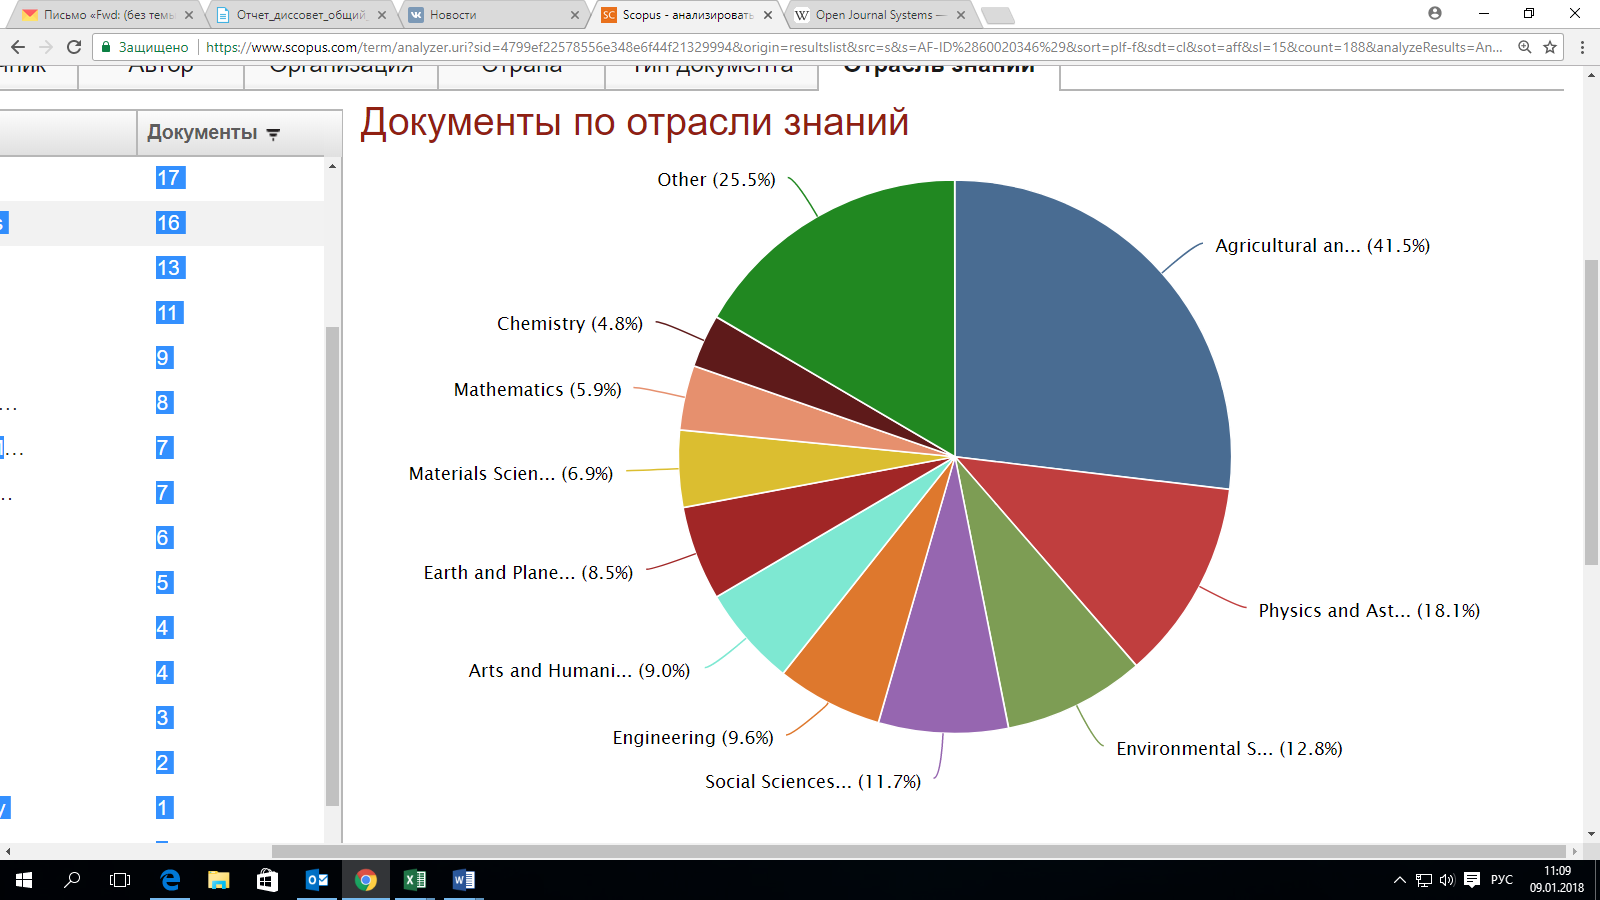 Письмо «Fwd: (без темы
Отчет_диссовет_общий_
Новости
Scopus - анализировать
Open Journal Systems —
Защищено
https://www.scopus.com/term/analyzer.uri?sid=4799ef22578556e348e6f44f21329994&origin=resultslist&src=s&s=AF-ID%2860020346%29&sort=plf-f&sdt=cl&sot=aff&sl=15&count=188&analyzeResults=An...
Автор
Организация
Страна
Тип документа
Отрасль знаний
Документы
17
16
13
11
9
8
7
7
6
5
4
4
3
2
1
Документы по отрасли знаний
Other (25.5%)
Agricultural an... (41.5%)
Chemistry (4.8%)
Mathematics (5.9%)
Materials Scien... (6.9%)
Earth and Plane... (8.5%)
Physics and Ast... (18.1%)
Arts and Humani... (9.0%)
Engineering (9.6%)
Environmental S... (12.8%)
Social Sciences... (11.7%)
РУС
11:09
09.01.2018